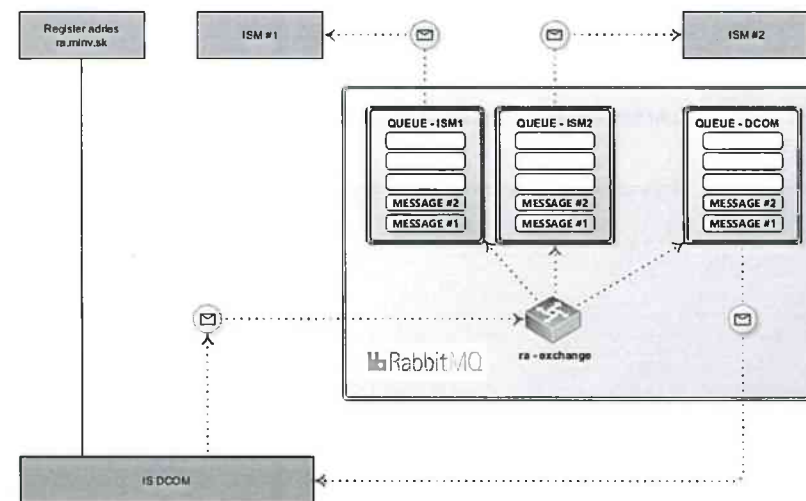 Register adries
ra.minv.sk
ISM #1
ISM #2
QUEUE - ISM1
MESSAGE #2
MESSAGE #1
QUEUE - ISM2
MESSAGE #2
MESSAGE #1
QUEUE - DCOM
MESSAGE #2
MESSAGE #1
ra - exchange
RabbitMQ
IS DCOM